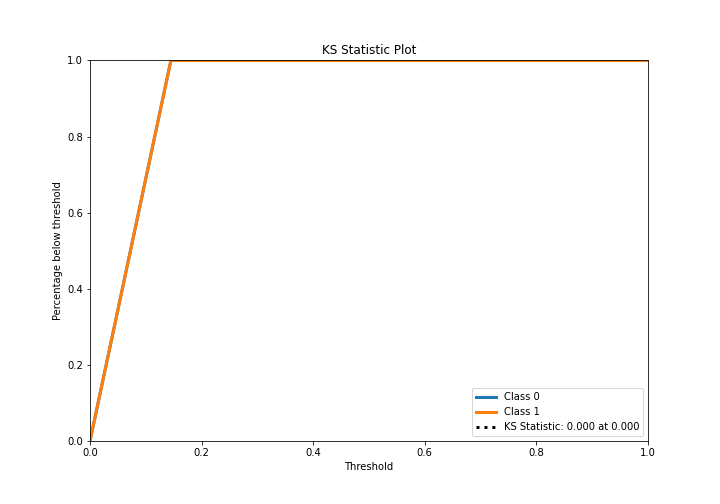 KS Statistic Plot
1.0
0.8
0.6
0.4
0.2
0.0
Percentage below threshold
0.0 0.2 0.4 0.6 0.8 1.0
Threshold
Class 0
Class 1
KS Statistic: 0.000 at 0.000